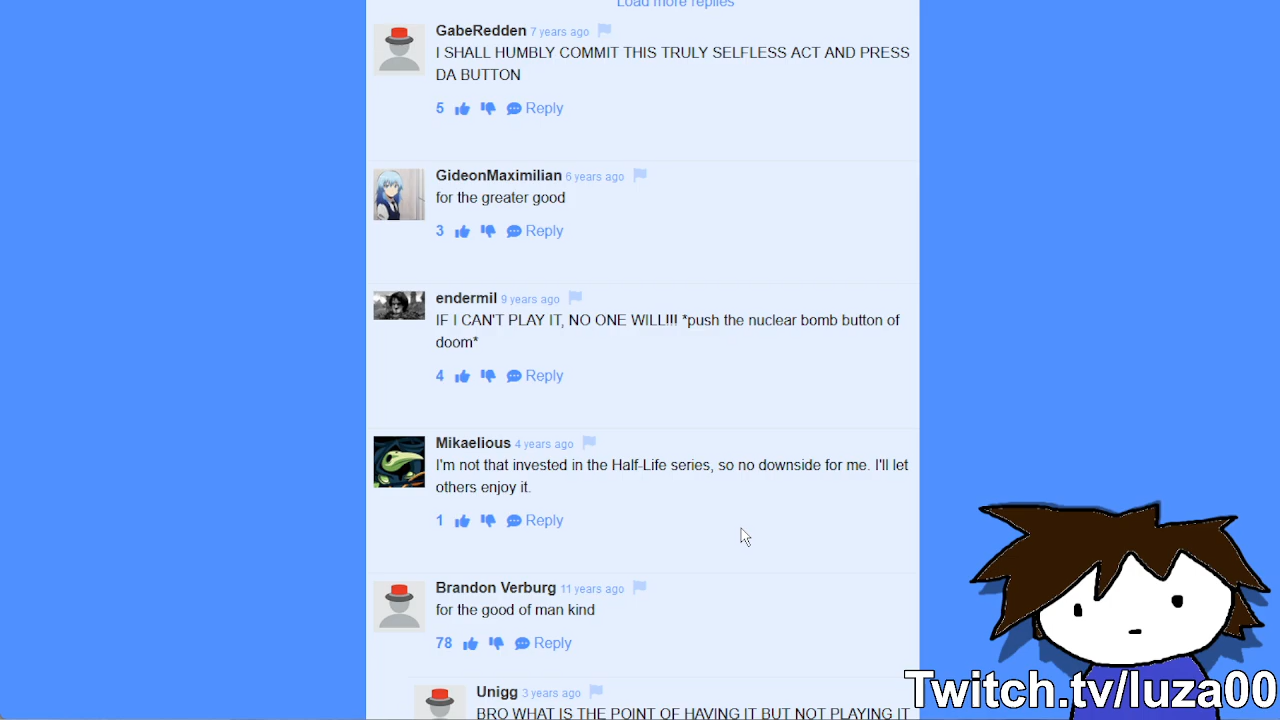 Load more replies
GabeRedden 7 years ago
I SHALL HUMBLY COMMIT THIS TRULY SELFLESS ACT AND PRESS
DA BUTTON
5 Reply
GideonMaximilian 6 years ago
for the greater good
3 Reply
endermil 9 years ago
IF I CAN'T PLAY IT, NO ONE WILL!!! *push the nuclear bomb button of
doom*
4 Reply
Mikaelious 4 years ago
I'm not that invested in the Half-Life series, so no downside for me. I'll let
others enjoy it.
1 Reply
Brandon Verburg 11 years ago
for the good of man kind
78 Reply
Unigg 3 years ago
BRO WHAT IS THE POINT OF HAVING IT BUT NOT PLAYING IT
Twitch.tv/luza00